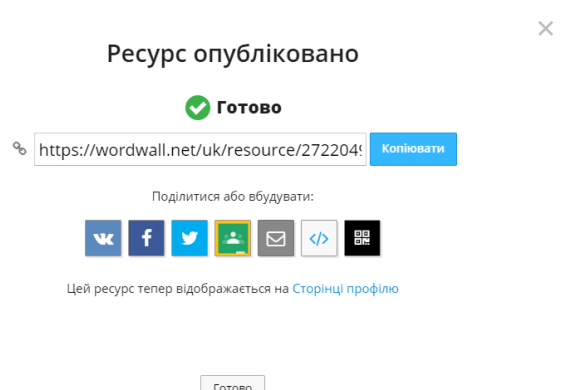 Ресурс опубліковано
Готово
https://wordwall.net/uk/resource/272204
Копіювати
Поділитися або вбудувати:
Цей ресурс тепер відображається на Сторінці профілю
Готово